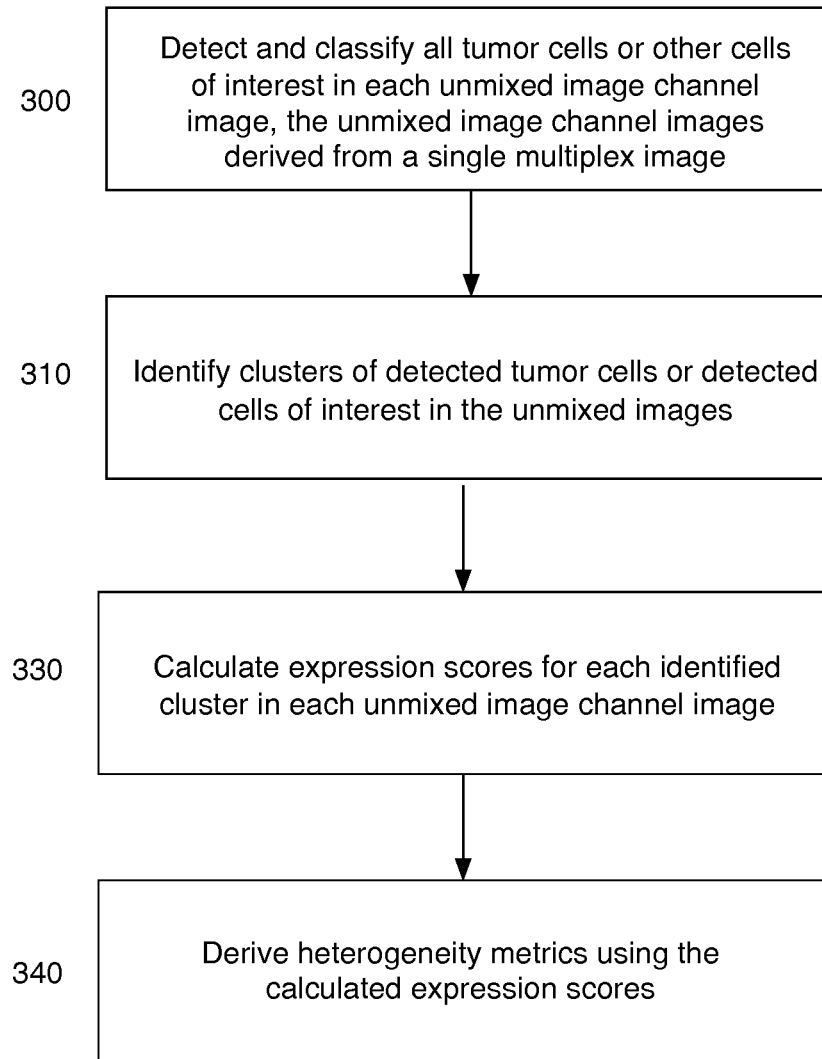 300
Detect and classify all tumor cells or other cells
of interest in each unmixed image channel
image, the unmixed image channel images
derived from a single multiplex image
310
Identify clusters of detected tumor cells or detected
cells of interest in the unmixed images
330
Calculate expression scores for each identified
cluster in each unmixed image channel image
340
Derive heterogeneity metrics using the
calculated expression scores